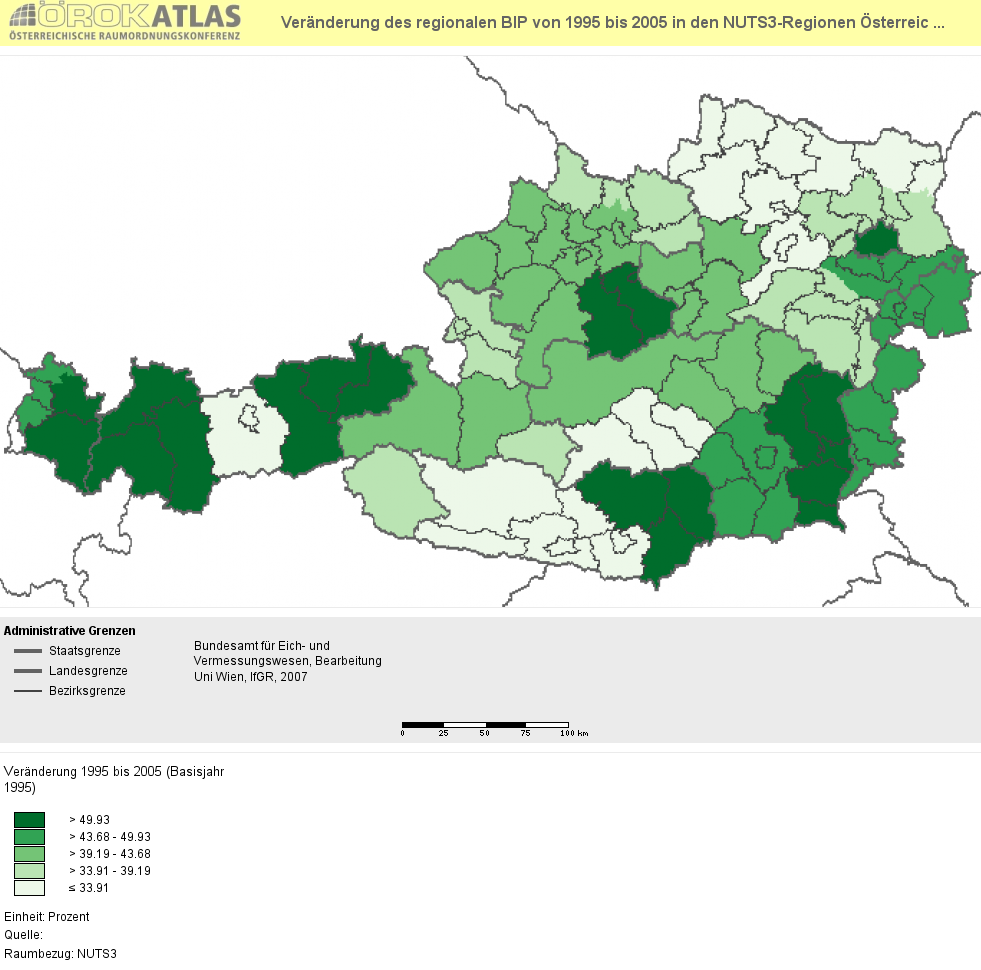 ÖROKATLAS
ÖSTERREICHISCHE RAUMORDNUNGSKONFERENZ
Veränderung des regionalen BIP von 1995 bis 2005 in den NUTS3-Regionen Österreic ...
Administrative Grenzen
Staatsgrenze
Landesgrenze
Bezirksgrenze
Bundesamt für Eich- und
Vermessungswesen, Bearbeitung
Uni Wien, IfGR, 2007
0 25 50 75 100 km
Veränderung 1995 bis 2005 (Basisjahr
1995)
> 49.93
> 43.68 - 49.93
> 39.19 - 43.68
> 33.91 - 39.19
≤ 33.91
Einheit: Prozent
Quelle:
Raumbezug: NUTS3